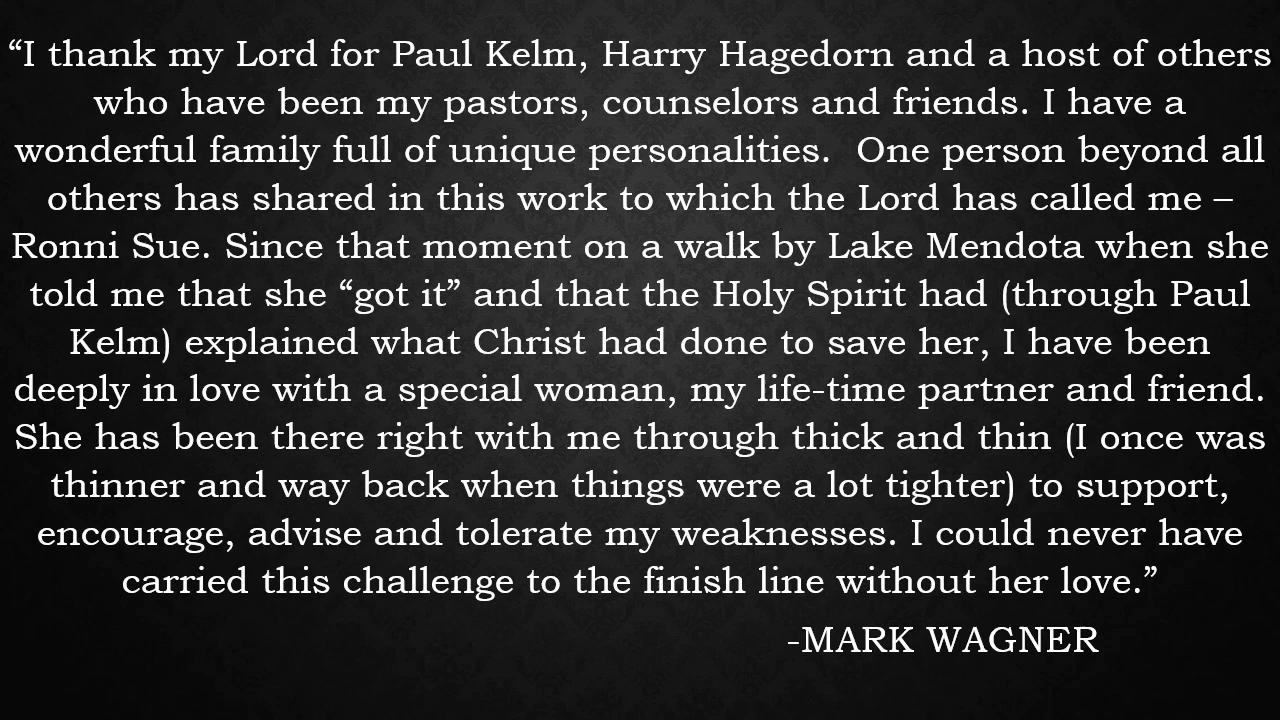 “I thank my Lord for Paul Kelm, Harry Hagedorn and a host of others
who have been my pastors, counselors and friends. I have a
wonderful family full of unique personalities.  One person beyond all
others has shared in this work to which the Lord has called me –
Ronni Sue. Since that moment on a walk by Lake Mendota when she
told me that she “got it” and that the Holy Spirit had (through Paul
Kelm) explained what Christ had done to save her, I have been
deeply in love with a special woman, my life-time partner and friend.
She has been there right with me through thick and thin (I once was
thinner and way back when things were a lot tighter) to support,
encourage, advise and tolerate my weaknesses. I could never have
carried this challenge to the finish line without her love.”
-MARK WAGNER